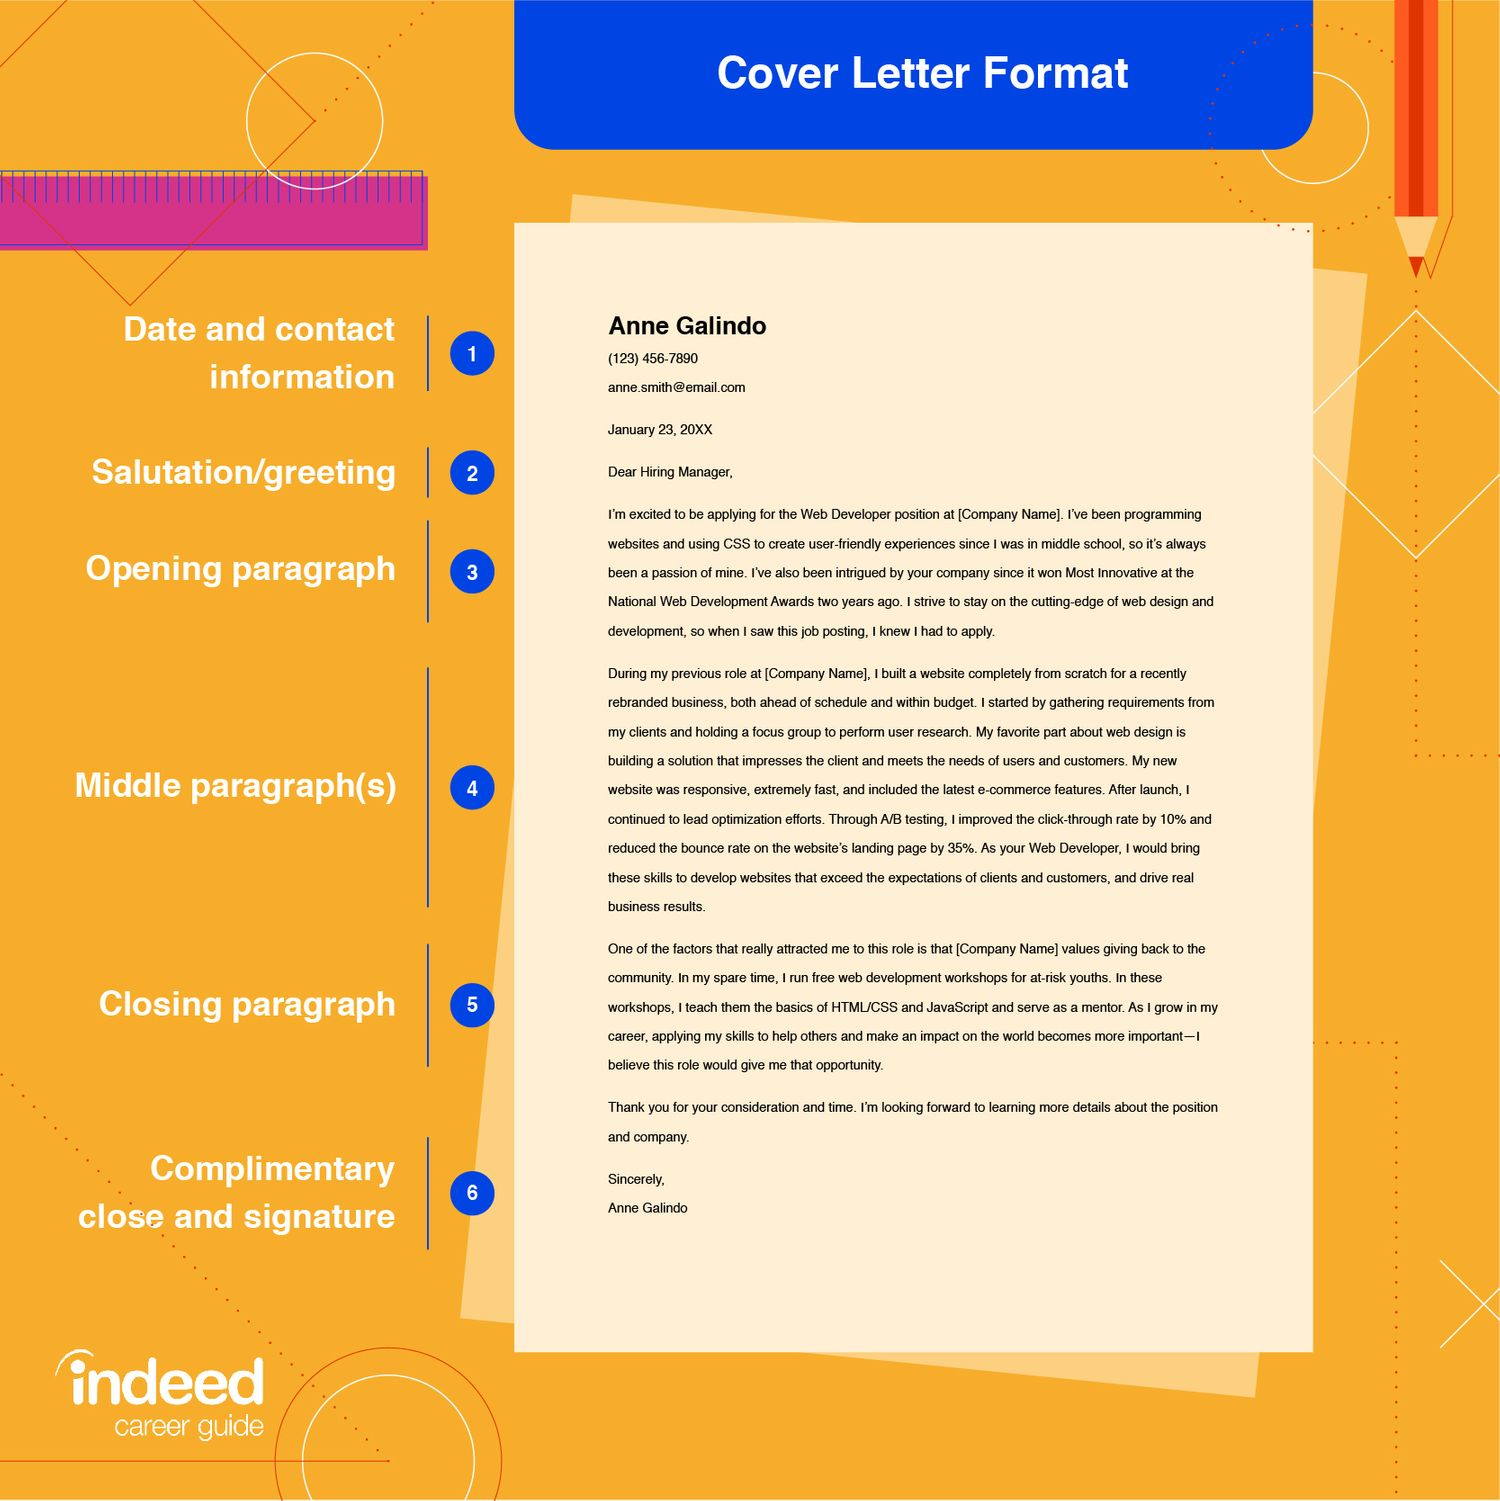 Cover Letter Format
Date and contact
information
1
Salutation/greeting
2
Opening paragraph
3
Middle paragraph(s)
4
Closing paragraph
5
Complimentary
close and signature
6
Anne Galindo
(123) 456-7890
anne.smith@email.com
January 23, 20XX
Dear Hiring Manager,
I'm excited to be applying for the Web Developer position at [Company Name]. I've been programming
websites and using CSS to create user-friendly experiences since I was in middle school, so it's always
been a passion of mine. I've also been intrigued by your company since it won Most Innovative at the
National Web Development Awards two years ago. I strive to stay on the cutting-edge of web design and
development, so when I saw this job posting, I knew I had to apply.
During my previous role at [Company Name], I built a website completely from scratch for a recently
rebranded business, both ahead of schedule and within budget. I started by gathering requirements from
my clients and holding a focus group to perform user research. My favorite part about web design is
building a solution that impresses the client and meets the needs of users and customers. My new
website was responsive, extremely fast, and included the latest e-commerce features. After launch, I
continued to lead optimization efforts. Through A/B testing, I improved the click-through rate by 10% and
reduced the bounce rate on the website's landing page by 35%. As your Web Developer, I would bring
these skills to develop websites that exceed the expectations of clients and customers, and drive real
business results.
One of the factors that really attracted me to this role is that [Company Name] values giving back to the
community. In my spare time, I run free web development workshops for at-risk youths. In these
workshops, I teach them the basics of HTML/CSS and JavaScript and serve as a mentor. As I grow in my
career, applying my skills to help others and make an impact on the world becomes more important—I
believe this role would give me that opportunity.
Thank you for your consideration and time. I'm looking forward to learning more details about the position
and company.
Sincerely,
Anne Galindo
indeed
career guide